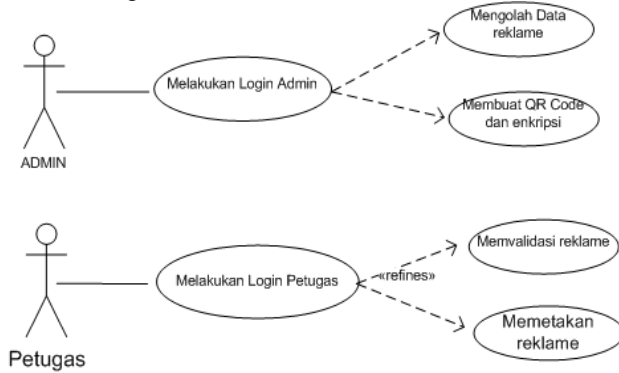 Mengolah Data
reklame
Melakukan Login Admin
Membuat QR Code
dan enkripsi
ADMIN
Memvalidasi reklame
«refines»
Melakukan Login Petugas
Memetakan
reklame
Petugas